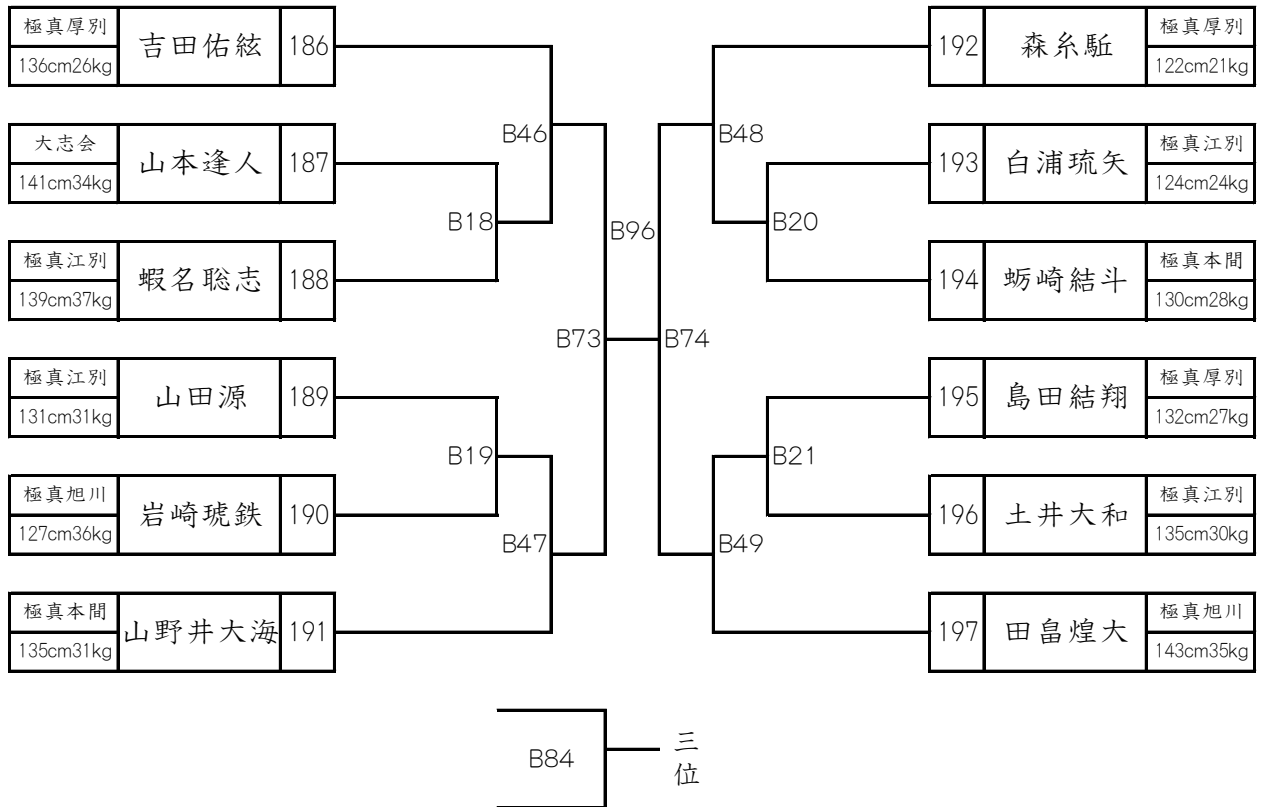 極真厚別
136cm26kg
吉田佑絃
186
大志会
141cm34kg
山本逢人
187
極真江別
139cm37kg
蝦名聡志
188
極真江別
131cm31kg
山田源
189
極真旭川
127cm36kg
岩崎琥鉄
190
極真本間
135cm31kg
山野井大海
191
B46
B18
B19
B47
B73
B96
B74
B48
B20
B21
B49
192
森糸駈
極真厚別
122cm21kg
193
白浦琉矢
極真江別
124cm24kg
194
蛎崎結斗
極真本間
130cm28kg
195
島田結翔
極真厚別
132cm27kg
196
土井大和
極真江別
135cm30kg
197
田畠煌大
極真旭川
143cm35kg
B84
三位